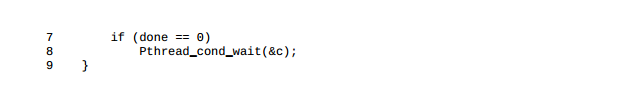 7        if (done == 0)
8            Pthread_cond_wait(&c);
9    }